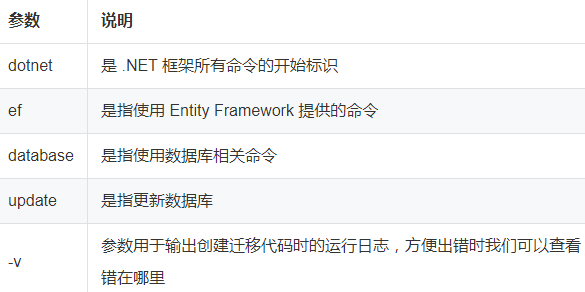 参数 说明
dotnet 是 .NET 框架所有命令的开始标识
ef 是指使用 Entity Framework 提供的命令
database 是指使用数据库相关命令
update 是指更新数据库
-v 参数用于输出创建迁移代码时的运行日志，方便出错时我们可以查看
错在哪里